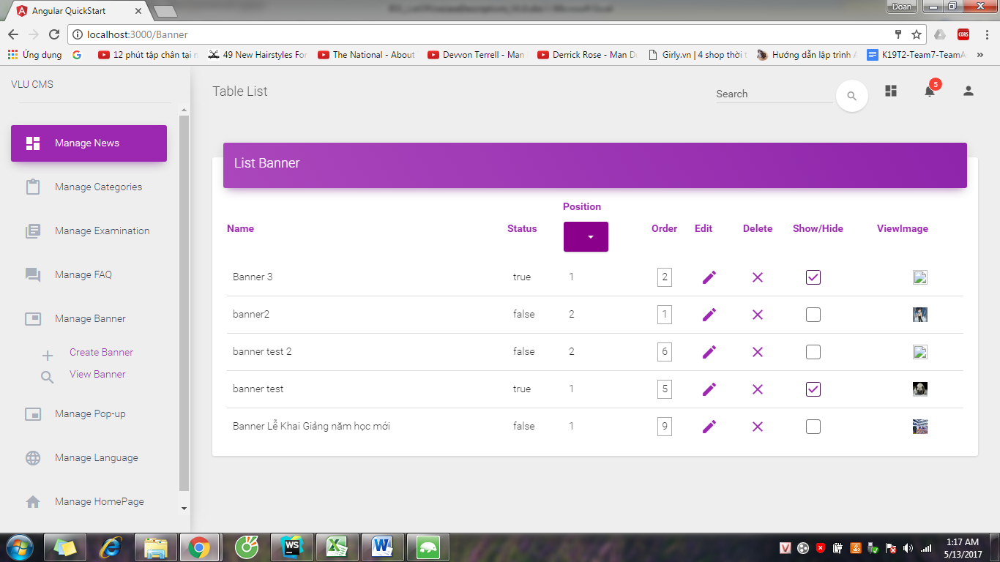 Angular QuickStart
Doan
localhost:3000/Banner
CORS
Ứng dụng
12 phút tập chân tại n
49 New Hairstyles For
The National - About
Devvon Terrell - Man
Derrick Rose - Man Do
Girly.vn | 4 shop thời t
Hướng dẫn lập trình A
K19T2-Team7-TeamA
VLU CMS
Table List
Search
5
Manage News
Manage Categories
Manage Examination
Manage FAQ
Manage Banner
Create Banner
View Banner
Manage Pop-up
Manage Language
Manage HomePage
List Banner
Name Status Position Order Edit Delete Show/Hide ViewImage
Banner 3 true 1 2
banner2 false 2 1
banner test 2 false 2 6
banner test true 1 5
Banner Lễ Khai Giảng năm học mới false 1 9
WS
1:17 AM
5/13/2017